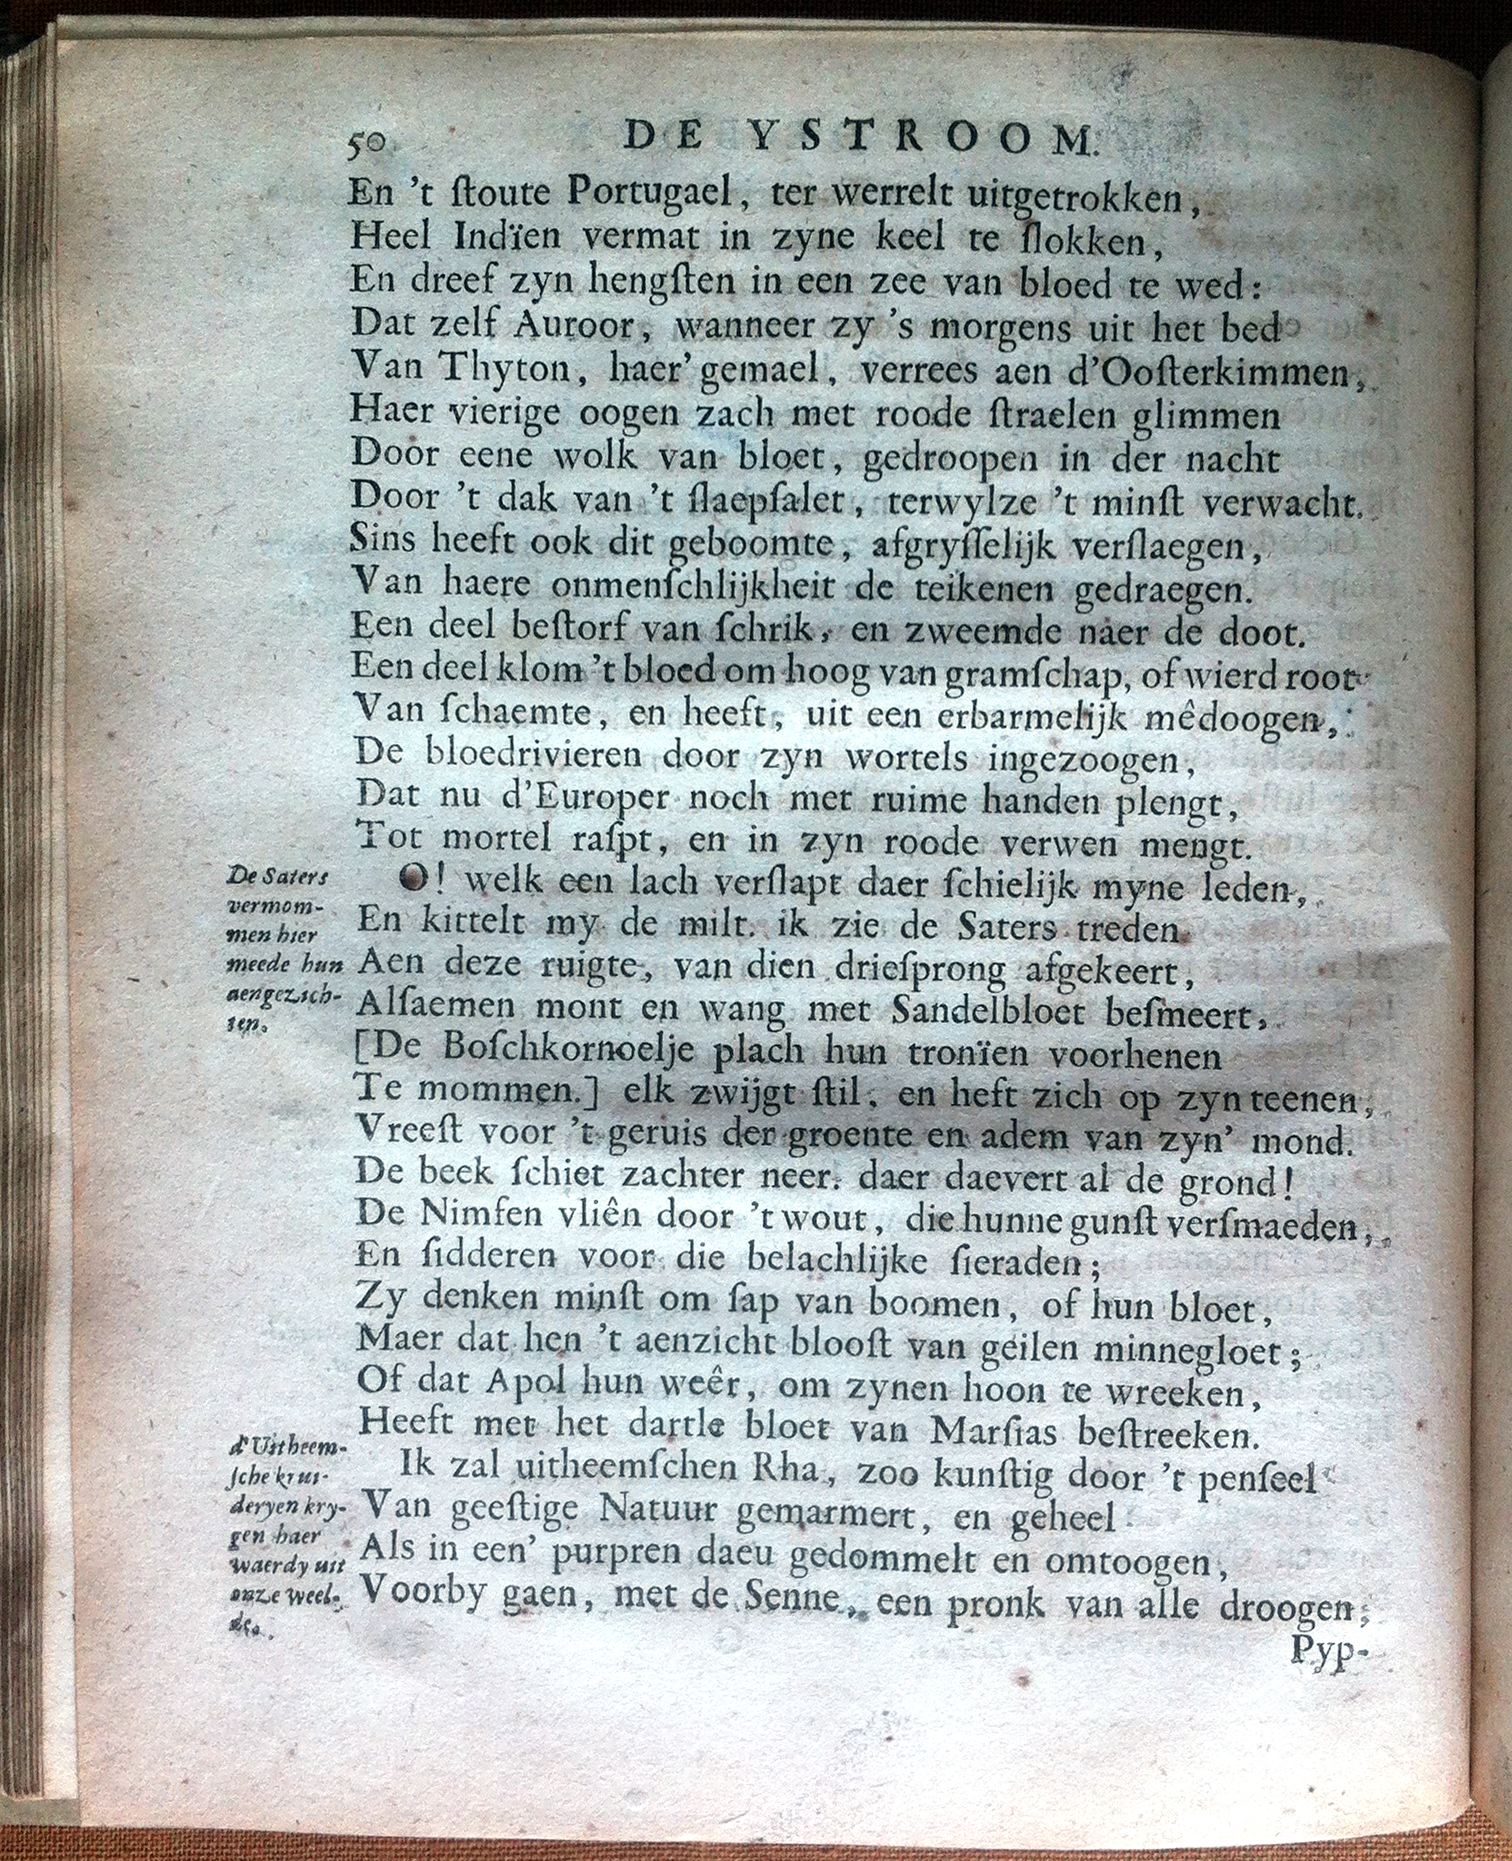 50 DE YSTROOM.
En 't ſtoute Portugael, ter werrelt uitgetrokken,
Heel Indïen vermat in zyne keel te ſlokken,
En dreef zyn hengſten in een zee van bloed te wed:
Dat zelf Auroor, wanneer zy 's morgens uit het bed
Van Thyton, haer' gemael, verrees aen d'Ooſterkimmen,
Haer vierige oogen zach met roode ſtraelen glimmen
Door eene wolk van bloet, gedroopen in der nacht
Door 't dak van 't ſlaepſalet, terwylze 't minſt verwacht.
Sins heeft ook dit geboomte, afgryſſelijk verſlaegen,
Van haere onmenſchlijkheit de teikenen gedraegen.
Een deel beſtorf van ſchrik, en zweemde naer de doot.
Een deel klom 't bloed om hoog van gramſchap, of wierd root
Van ſchaemte, en heeft, uit een erbarmelijk mêdoogen,
De bloedrivieren door zyn wortels ingezoogen,
Dat nu d'Europer noch met ruime handen plengt,
Tot mortel raſpt, en in zyn roode verwen mengt.
De Saters
vermom-
men hier
meede hun
aengezich-
ten.
O! welk een lach verſlapt daer ſchielijk myne leden,
En kittelt my de milt. ik zie de Saters treden
Aen deze ruigte, van dien drieſprong afgekeert,
Alſaemen mont en wang met Sandelbloet beſmeert,
[De Boſchkornoelje plach hun tronïen voorhenen
Te mommen.] elk zwijgt ſtil, en heft zich op zyn teenen,
Vreeſt voor 't geruis der groente en adem van zyn' mond.
De beek ſchiet zachter neer. daer daevert al de grond!
De Nimfen vliên door 't wout, die hunne gunſt verſmaeden,
En ſidderen voor die belachlijke ſieraden;
Zy denken minſt om ſap van boomen, of hun bloet,
Maer dat hen 't aenzicht blooſt van geilen minnegloet;
Of dat Apol hun weêr, om zynen hoon te wreeken,
Heeft met het dartle bloet van Marſias beſtreeken.
d'Uitheem-
ſche krui-
deryen kry-
gen haer
waerdy uit
onze weel-
de.
Ik zal uitheemſchen Rha, zoo kunſtig door 't penſeel
Van geeſtige Natuur gemarmert, en geheel
Als in een' purpren daeu gedommelt en omtoogen,
Voorby gaen, met de Senne, een pronk van alle droogen;
Pyp-